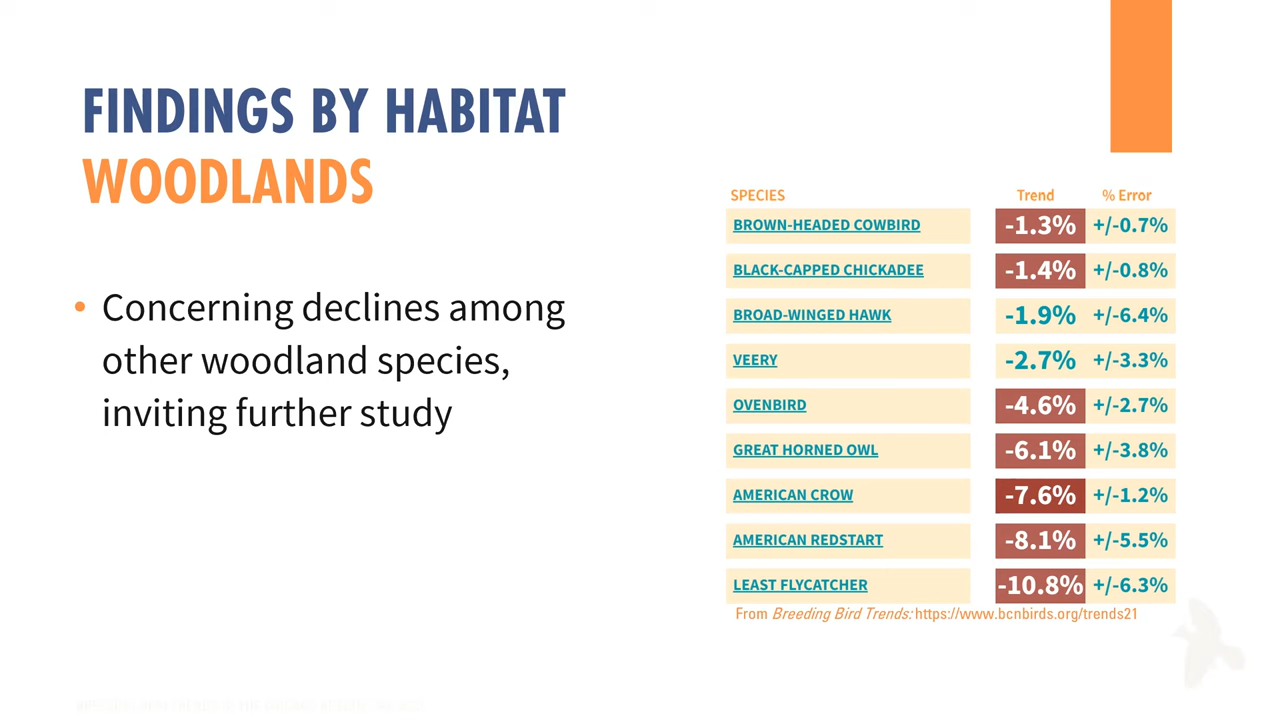 FINDINGS BY HABITAT
WOODLANDS
• Concerning declines among
other woodland species,
inviting further study
SPECIES Trend % Error
BROWN-HEADED COWBIRD -1.3% +/-0.7%
BLACK-CAPPED CHICKADEE -1.4% +/-0.8%
BROAD-WINGED HAWK -1.9% +/-6.4%
VEERY -2.7% +/-3.3%
OVENBIRD -4.6% +/-2.7%
GREAT HORNED OWL -6.1% +/-3.8%
AMERICAN CROW -7.6% +/-1.2%
AMERICAN REDSTART -8.1% +/-5.5%
LEAST FLYCATCHER -10.8% +/-6.3%
From Breeding Bird Trends: https://www.bcnbirds.org/trends21